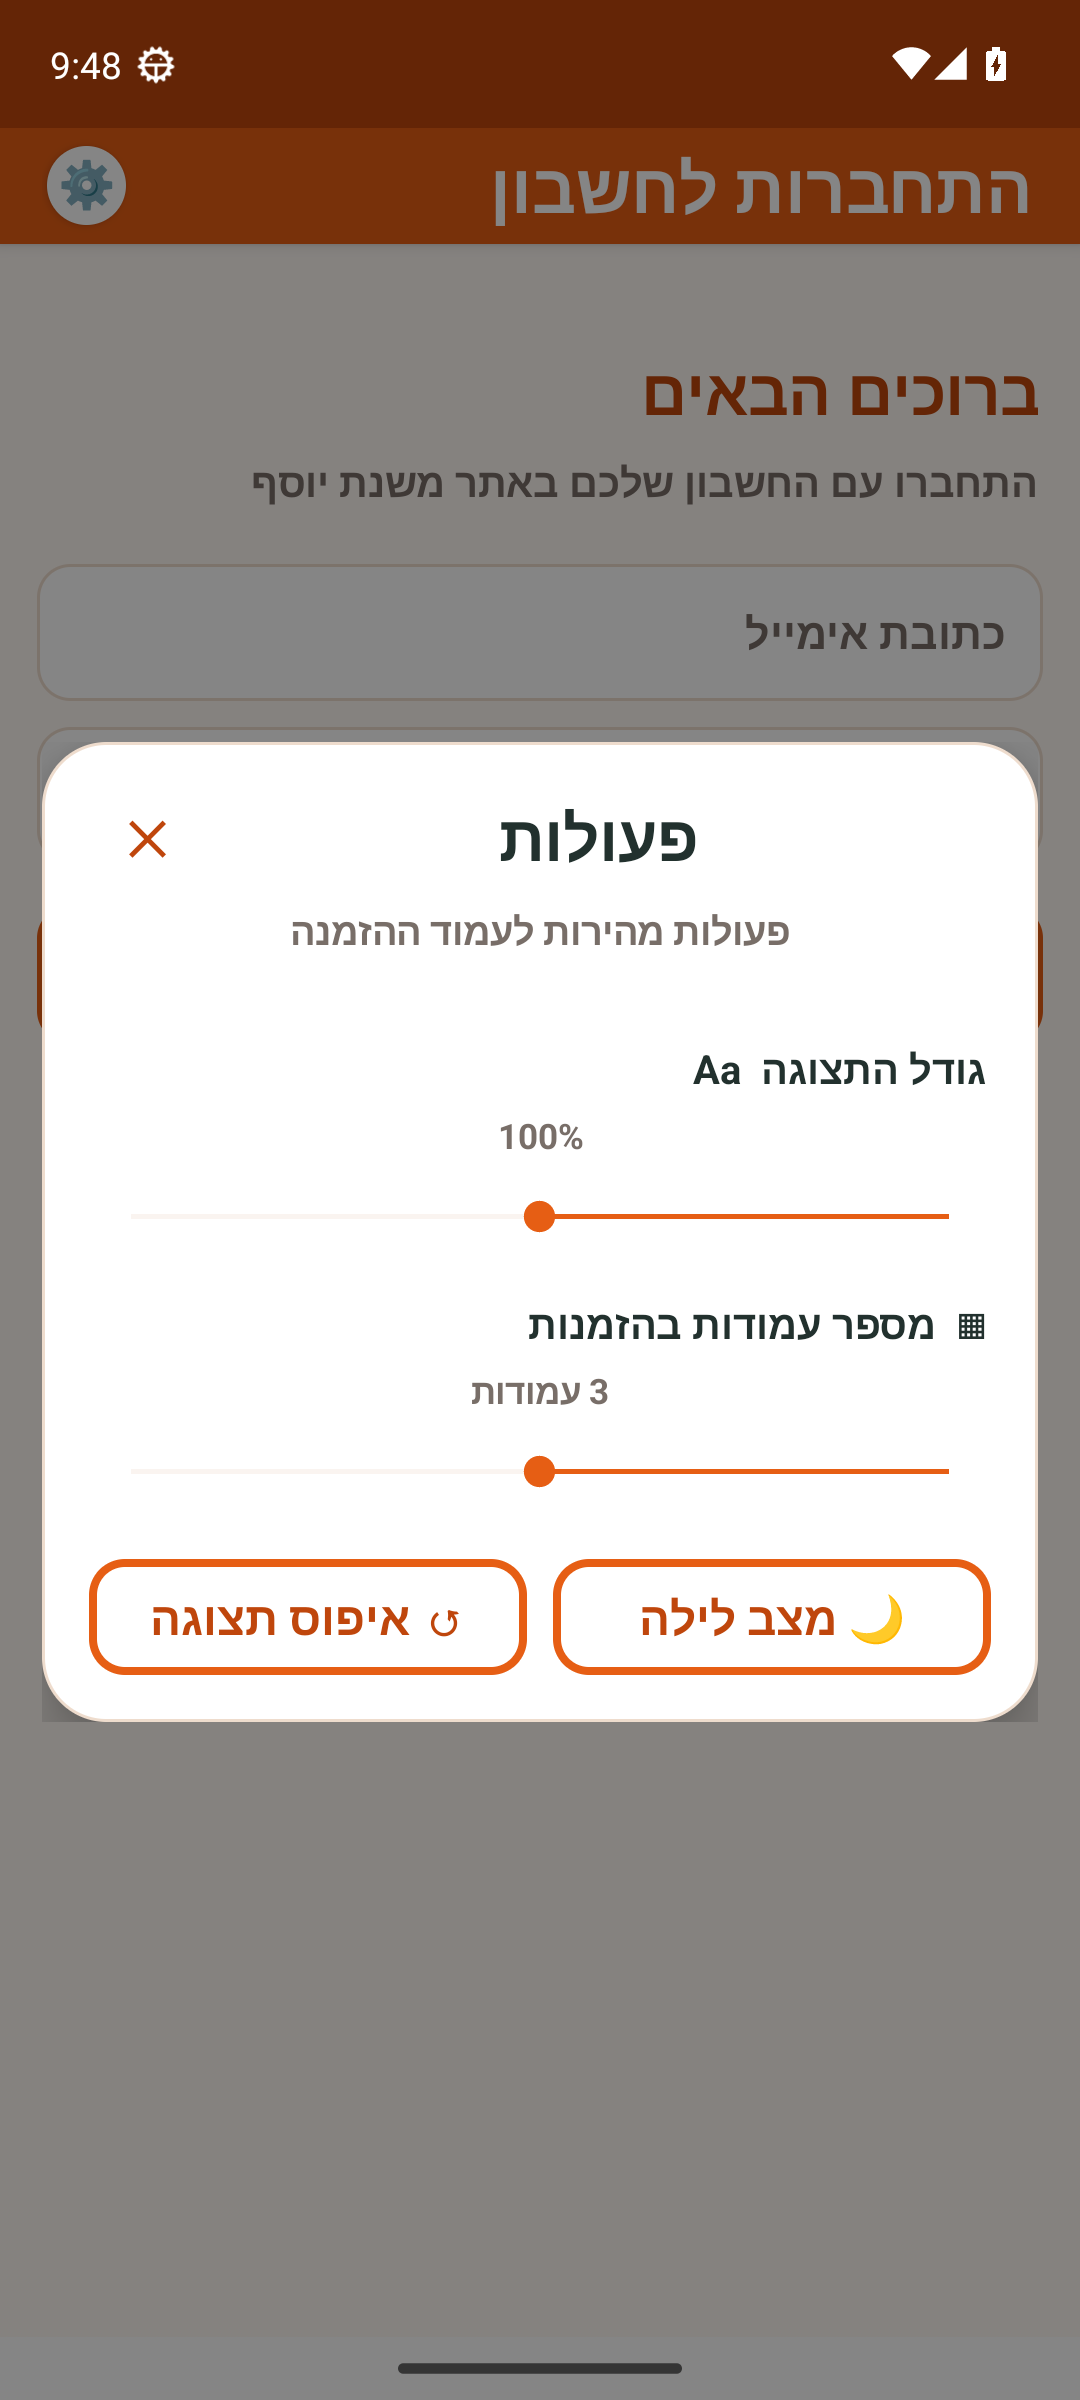 9:48
התחברות לחשבון
ברוכים הבאים
התחברו עם החשבון שלכם באתר משנת יוסף
כתובת אימייל
פעולות
פעולות מהירות לעמוד ההזמנה
גודל התצוגה Aa
100%
מספר עמודות בהזמנות
3 עמודות
מצב לילה
איפוס תצוגה